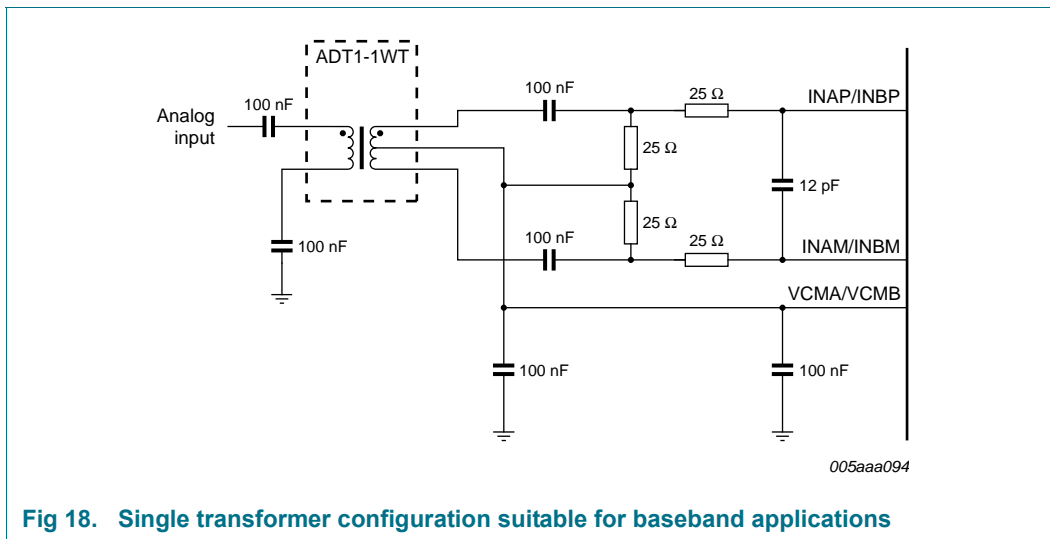 ADT1-1WT
Analog
input
100 nF
100 nF
100 nF
25 Ω
INAP/INBP
25 Ω
12 pF
25 Ω
100 nF
25 Ω
INAM/INBM
VCMA/VCMB
100 nF
100 nF
005aaa094
Fig 18. Single transformer configuration suitable for baseband applications